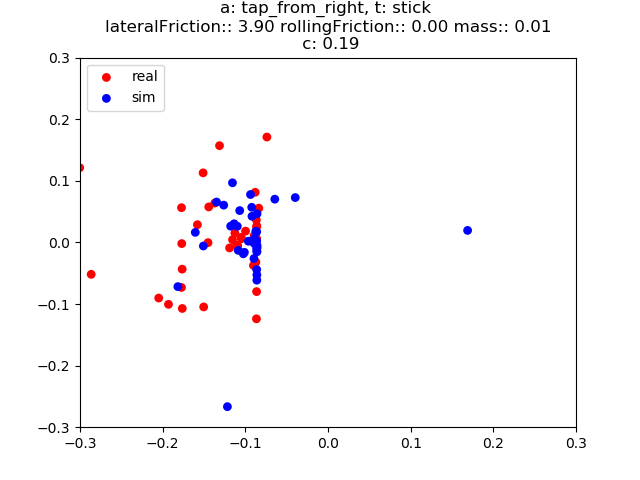 a: tap_from_right, t: stick
lateralFriction:: 3.90 rollingFriction:: 0.00 mass:: 0.01
c: 0.19
real
sim
0.3
0.2
0.1
0.0
−0.1
−0.2
−0.3
−0.3
−0.2
−0.1
0.0
0.1
0.2
0.3